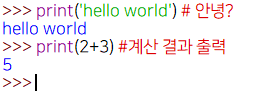 >>> print('hello world') # 안녕?
hello world
>>> print(2+3) #계산 결과 출력
5
>>>